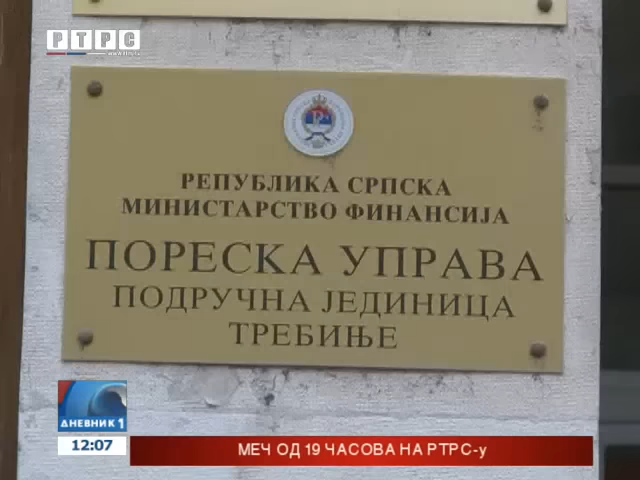 РТРС
РЕПУБЛИКА СРПСКА
МИНИСТАРСТВО ФИНАНСИЈА
ПОРЕСКА УПРАВА
ПОДРУЧНА ЈЕДИНИЦА
ТРЕБИЊЕ
ДНЕВНИК 1
12:07
МЕЧ ОД 19 ЧАСОВА НА РТРС-у